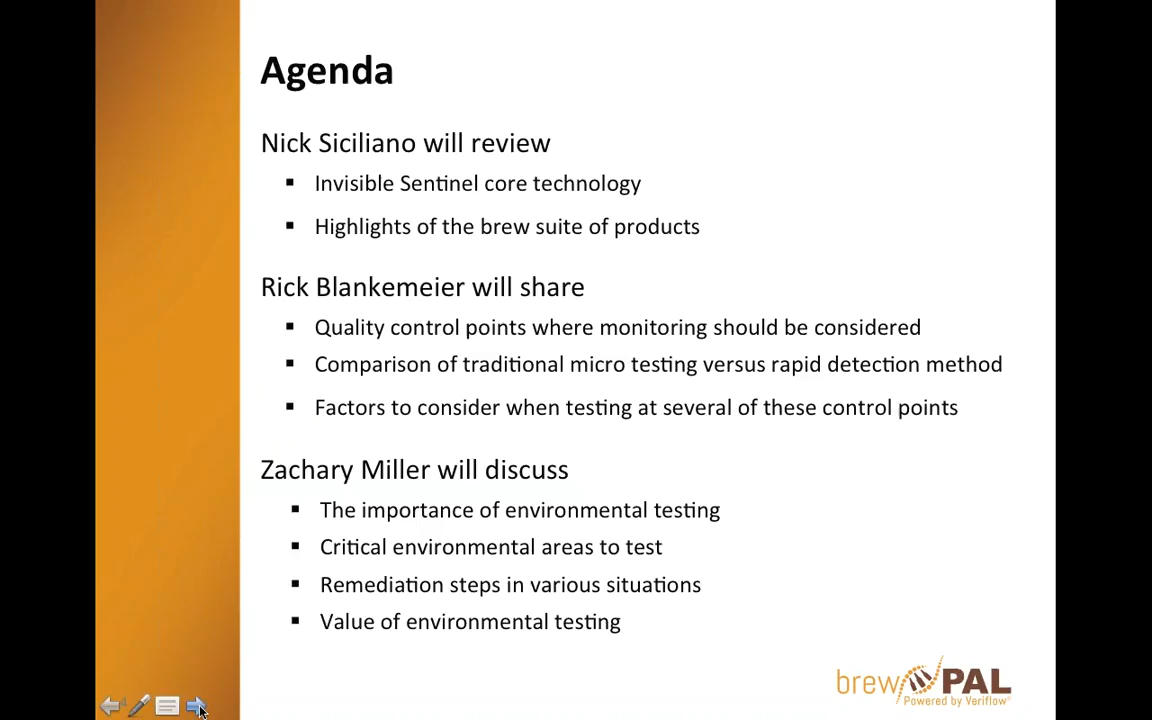 Agenda
Nick Siciliano will review
▪ Invisible Sentinel core technology
▪ Highlights of the brew suite of products
Rick Blankemeier will share
▪ Quality control points where monitoring should be considered
▪ Comparison of traditional micro testing versus rapid detection method
▪ Factors to consider when testing at several of these control points
Zachary Miller will discuss
▪ The importance of environmental testing
▪ Critical environmental areas to test
▪ Remediation steps in various situations
▪ Value of environmental testing
brewPAL
Powered by Veriflow®